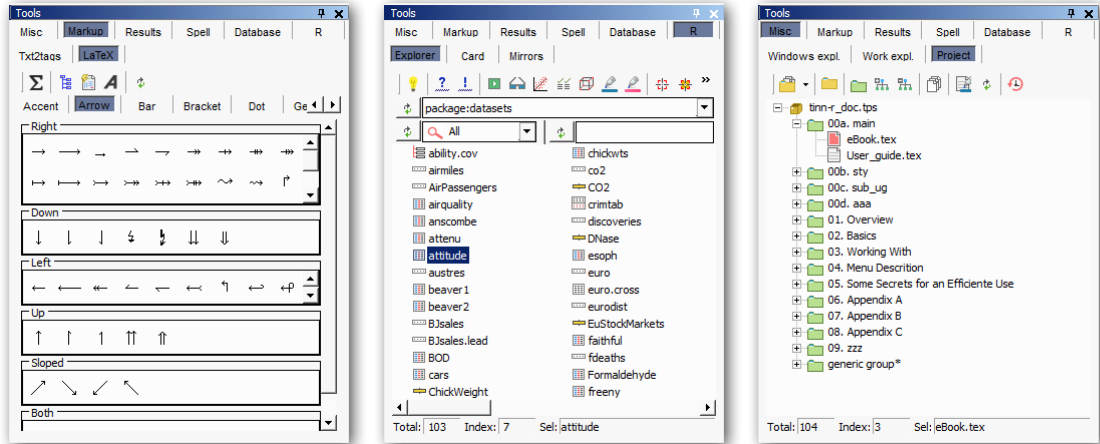 Tools
Misc Markup Results Spell Database R
Txt2tags LaTeX
Accent Arrow Bar Bracket Dot Ge
Right
Down
Left
Up
Sloped
Both
Tools
Misc Markup Results Spell Database R
Explorer Card Mirrors
package:datasets
All
ability.cov chickwts
airmiles co2
AirPassengers CO2
airquality crimtab
anscombe discoveries
attenu DNase
attitude esoph
austres euro
beaver1 euro.cross
beaver2 eurodist
BJsales EuStockMarkets
BJsales.lead faithful
BOD fdeaths
cars Formaldehyde
ChickWeight freeny
Total: 103 Index: 7 Sel: attitude
Tools
Misc Markup Results Spell Database R
Windows expl. Work expl. Project
tinn-r_doc.tps
00a. main
eBook.tex
User_guide.tex
00b. sty
00c. sub_ug
00d. aaa
01. Overview
02. Basics
03. Working With
04. Menu Descrition
05. Some Secrets for an Efficiente Use
06. Appendix A
07. Appendix B
08. Appendix C
09. zzz
generic group*
Total: 104 Index: 3 Sel: eBook.tex